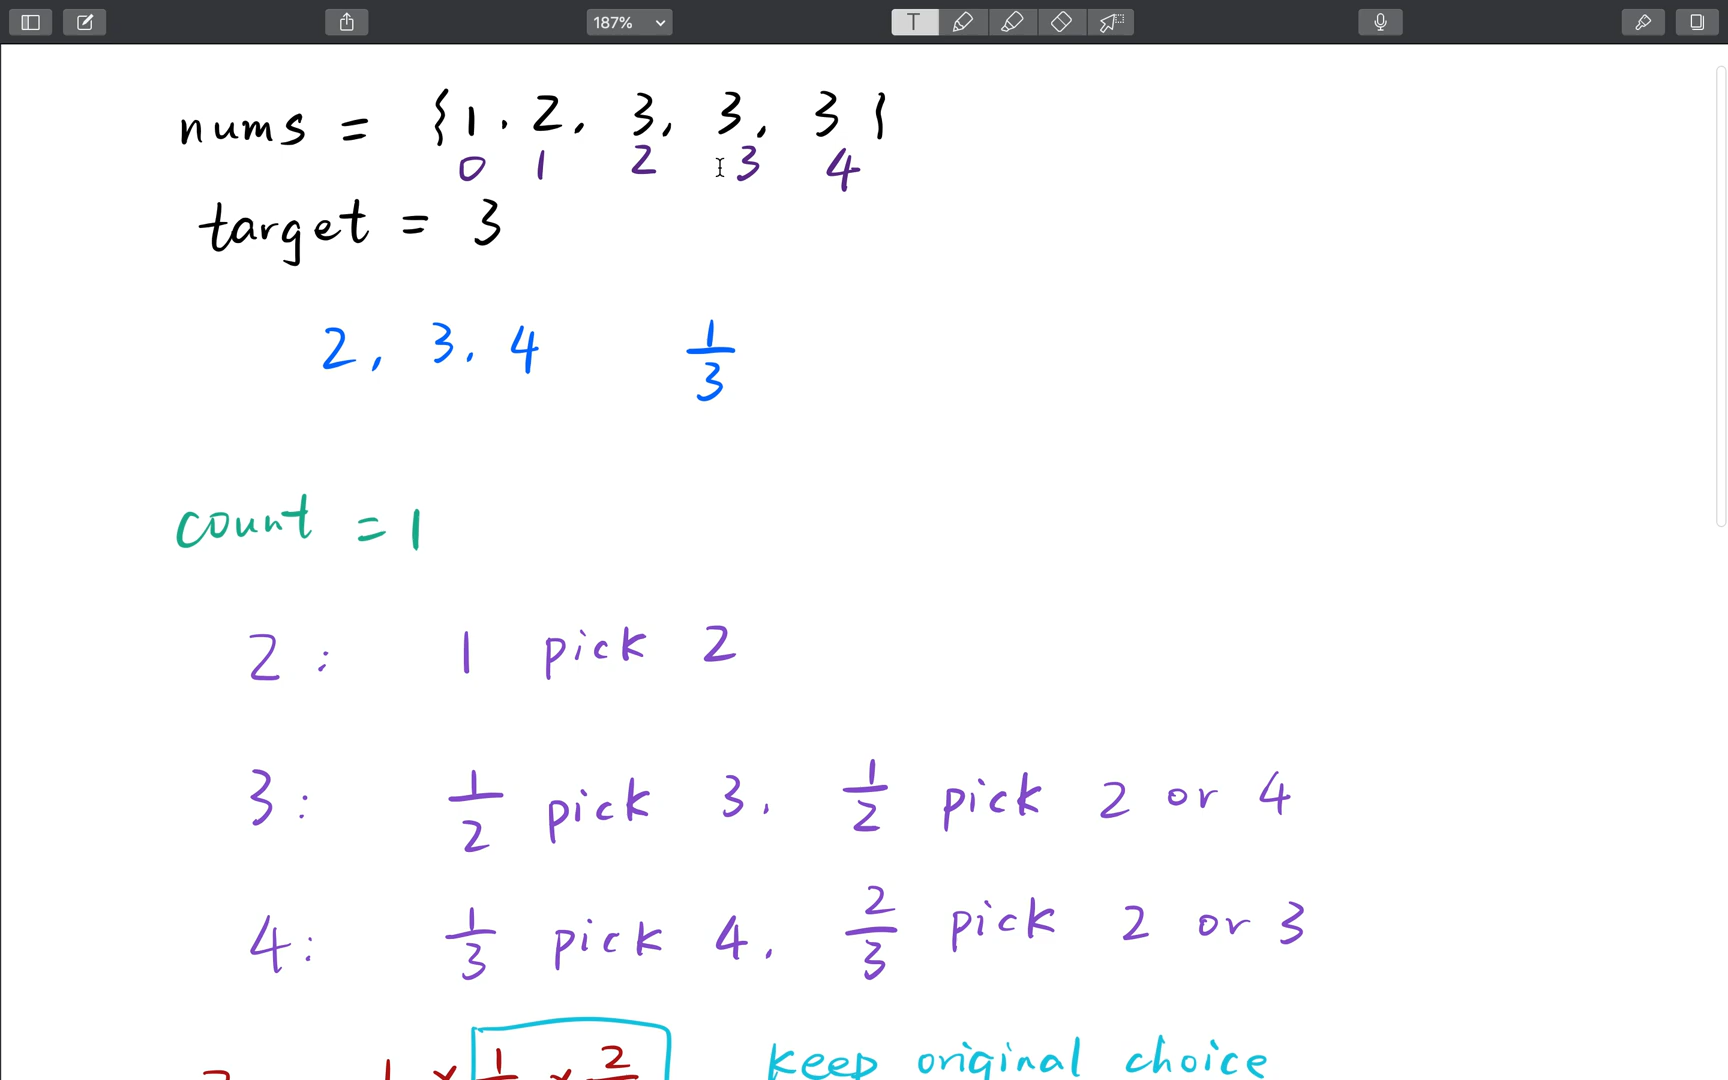 187%
T
nums = {1, 2, 3, 3, 3}
0 1 2 3 4
target = 3
2, 3, 4 1/3
count = 1
2: 1 pick 2
3: 1/2 pick 3, 1/2 pick 2 or 4
4: 1/3 pick 4, 2/3 pick 2 or 3
keep original choice